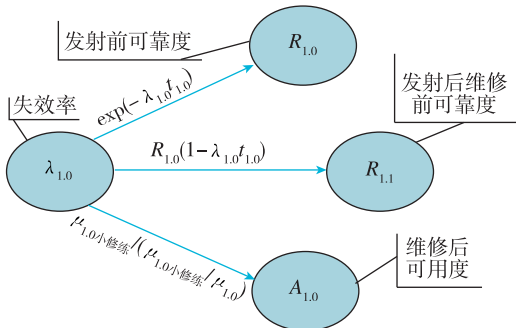 发射前可靠度
R₁.₀
发射后维修
前可靠度
失效率
exp(-λ₁.₀t₁.₀)
λ₁.₀
R₁.₀(1-λ₁.₀t₁.₀)
R₁.₁
μ₁.₀小修练/(μ₁.₀小修练/μ₁.₀)
维修后
可用度
A₁.₀